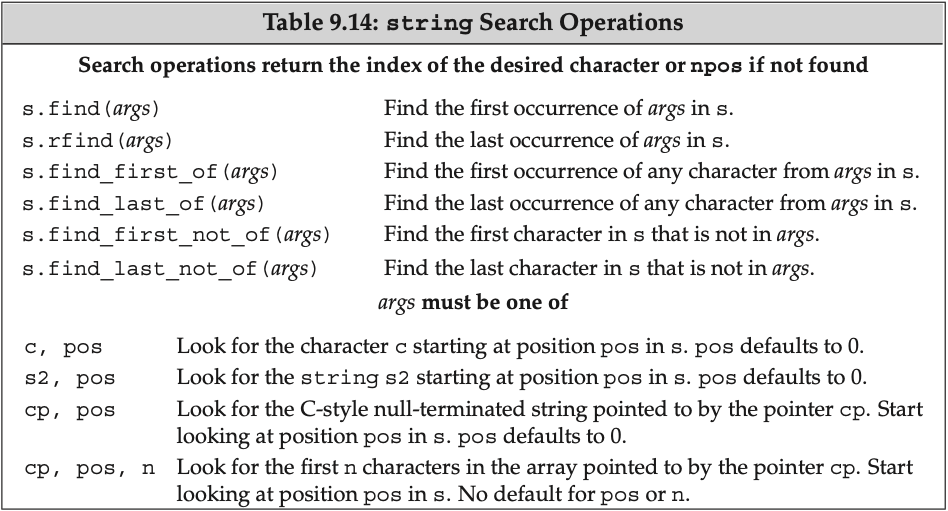 Table 9.14: string Search Operations
Search operations return the index of the desired character or npos if not found
s.find(args) Find the first occurrence of args in s.
s.rfind(args) Find the last occurrence of args in s.
s.find_first_of(args) Find the first occurrence of any character from args in s.
s.find_last_of(args) Find the last occurrence of any character from args in s.
s.find_first_not_of(args) Find the first character in s that is not in args.
s.find_last_not_of(args) Find the last character in s that is not in args.
args must be one of
c, pos Look for the character c starting at position pos in s. pos defaults to 0.
s2, pos Look for the string s2 starting at position pos in s. pos defaults to 0.
cp, pos Look for the C-style null-terminated string pointed to by the pointer cp. Start
looking at position pos in s. pos defaults to 0.
cp, pos, n Look for the first n characters in the array pointed to by the pointer cp. Start
looking at position pos in s. No default for pos or n.